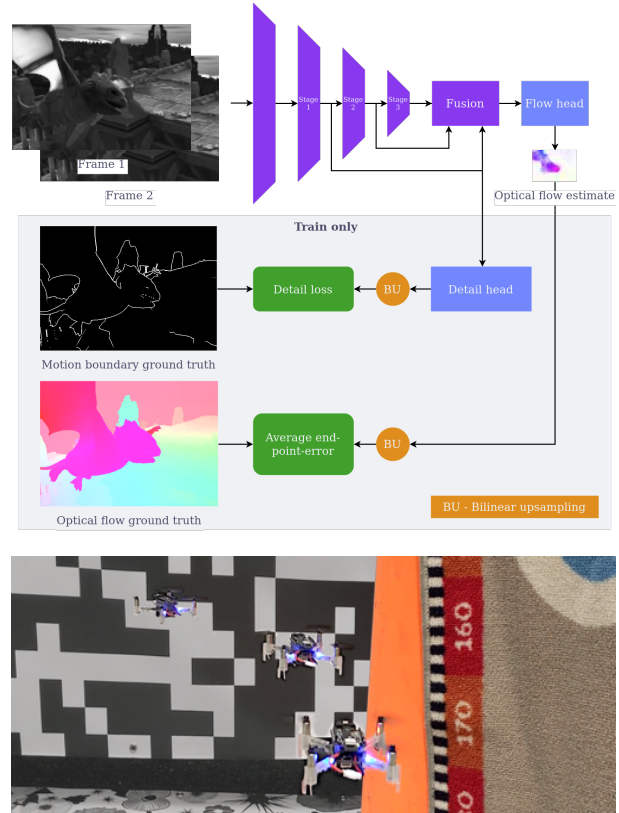 Stage
1
Stage
2
Stage
3
Fusion
Flow head
Frame 1
Frame 2
Optical flow estimate
Train only
Detail loss
BU
Detail head
Motion boundary ground truth
Average end-
point-error
BU
Optical flow ground truth
BU - Bilinear upsampling
160
170